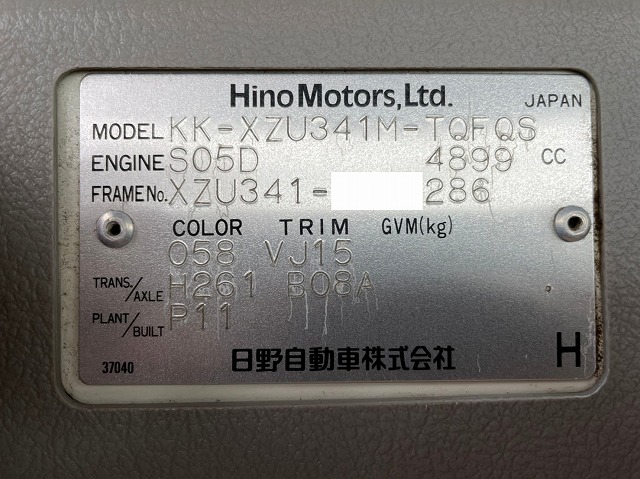 Hino Motors, Ltd. JAPAN
MODEL KK-XZU341M-TQFQS
ENGINE S05D 4899 CC
FRAME No. XZU341- 286
COLOR TRIM GVM(kg)
058 VJ15
TRANS./AXLE H261 B08A
PLANT/BUILT P11
37040 日野自動車株式会社 H